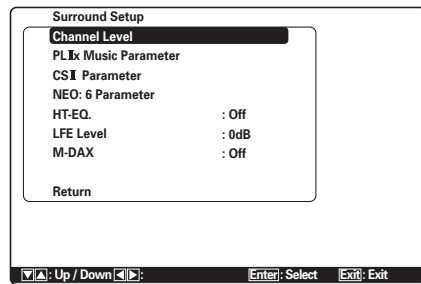 Surround Setup
Channel Level
PLⅡx Music Parameter
CSⅡ Parameter
NEO: 6 Parameter
HT-EQ. : Off
LFE Level : 0dB
M-DAX : Off
Return
▼▲: Up / Down ◀▶: Enter: Select Exit: Exit